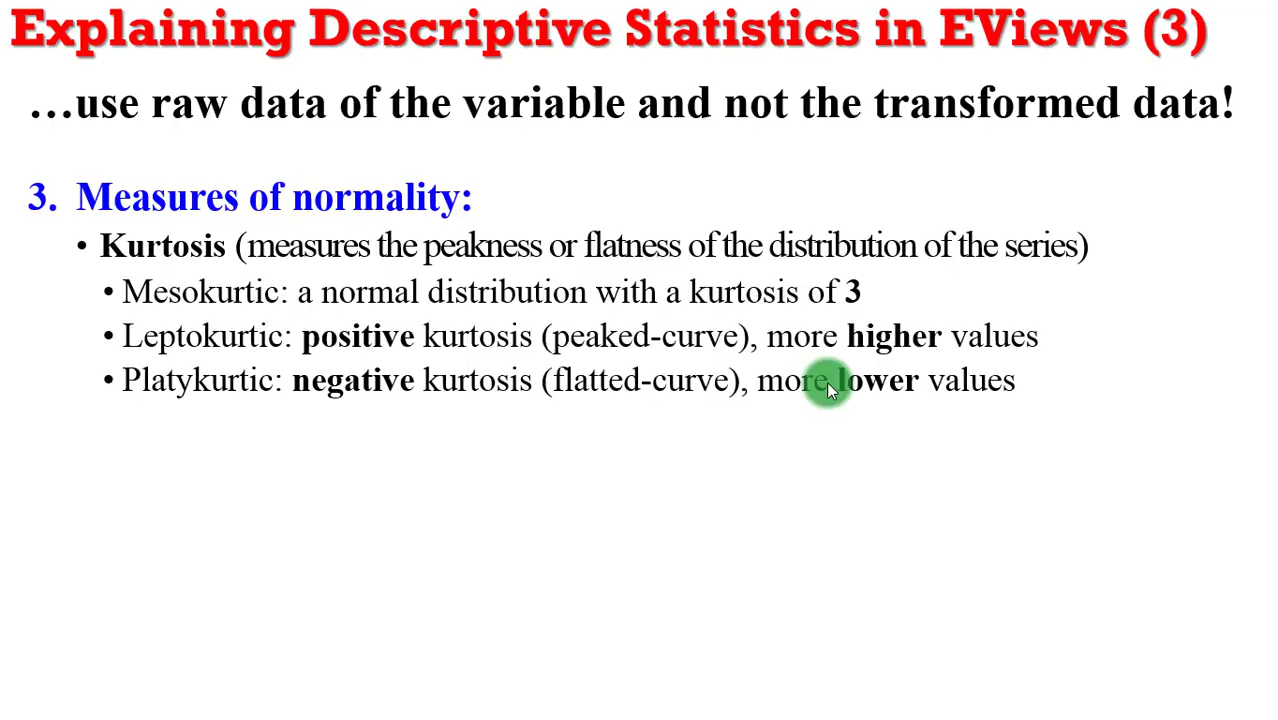 Explaining Descriptive Statistics in EViews (3)
…use raw data of the variable and not the transformed data!
3. Measures of normality:
• Kurtosis (measures the peakness or flatness of the distribution of the series)
• Mesokurtic: a normal distribution with a kurtosis of 3
• Leptokurtic: positive kurtosis (peaked-curve), more higher values
• Platykurtic: negative kurtosis (flatted-curve), more lower values